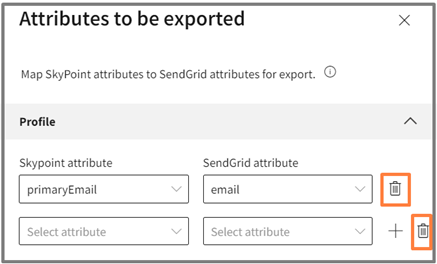 Attributes to be exported
Map SkyPoint attributes to SendGrid attributes for export.
Profile
Skypoint attribute SendGrid attribute
primaryEmail email
Select attribute Select attribute